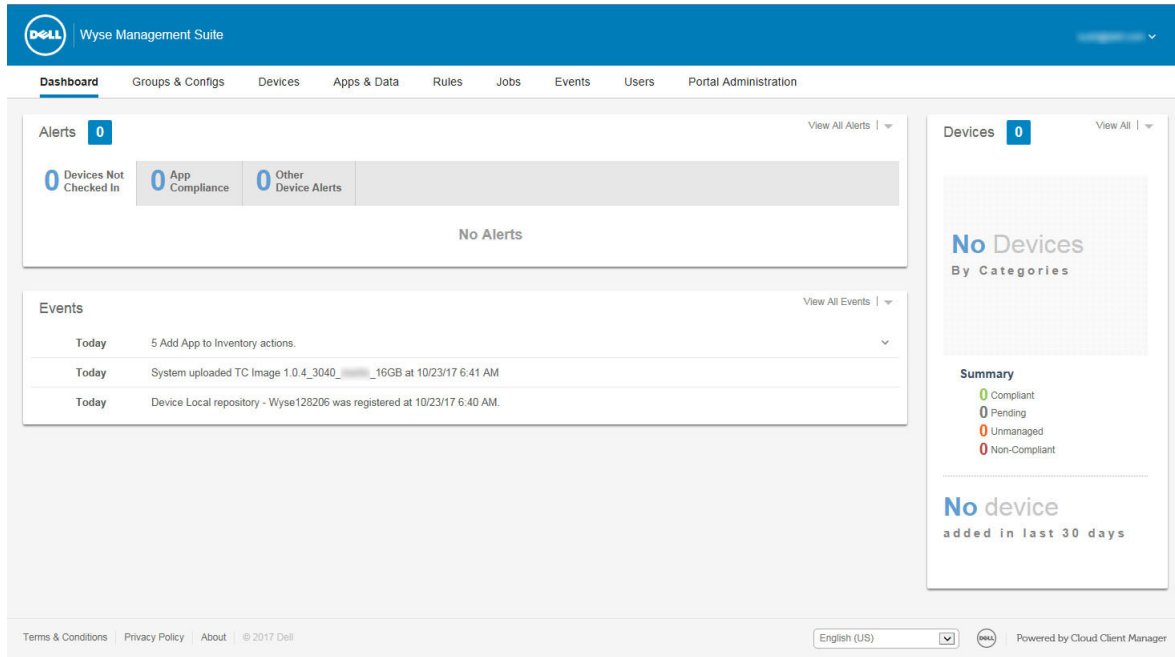 DELL Wyse Management Suite
Dashboard Groups & Configs Devices Apps & Data Rules Jobs Events Users Portal Administration
Alerts 0
View All Alerts
0 Devices Not Checked In
0 App Compliance
0 Other Device Alerts
No Alerts
Events
View All Events
Today 5 Add App to Inventory actions.
Today System uploaded TC Image 1.0.4_3040_ _16GB at 10/23/17 6:41 AM
Today Device Local repository - Wyse128206 was registered at 10/23/17 6:40 AM.
Devices 0
View All
No Devices
By Categories
Summary
0 Compliant
0 Pending
0 Unmanaged
0 Non-Compliant
No device
added in last 30 days
Terms & Conditions Privacy Policy About © 2017 Dell
English (US)
DELL Powered by Cloud Client Manager